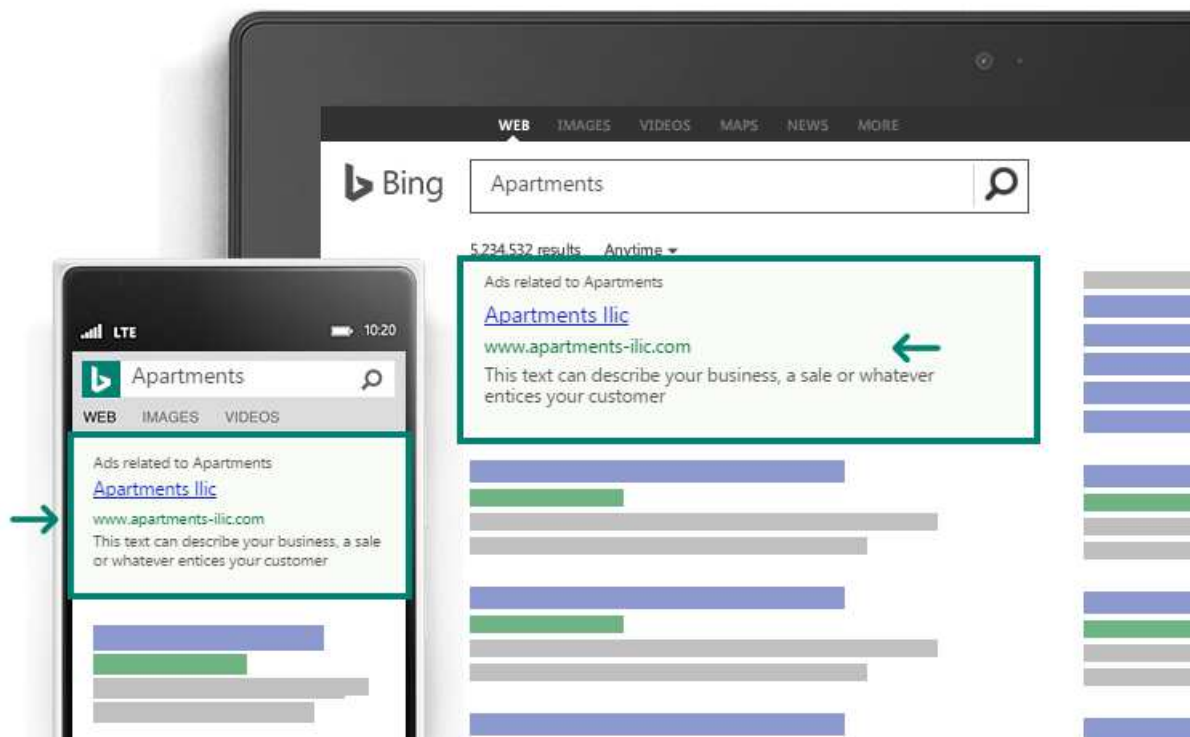 WEB IMAGES VIDEOS MAPS NEWS MORE
Bing
Apartments
5,234,532 results Anytime
Ads related to Apartments
Apartments Ilic
www.apartments-ilic.com
This text can describe your business, a sale or whatever
entices your customer
LTE 10:20
Apartments
WEB IMAGES VIDEOS
Ads related to Apartments
Apartments Ilic
www.apartments-ilic.com
This text can describe your business, a sale
or whatever entices your customer